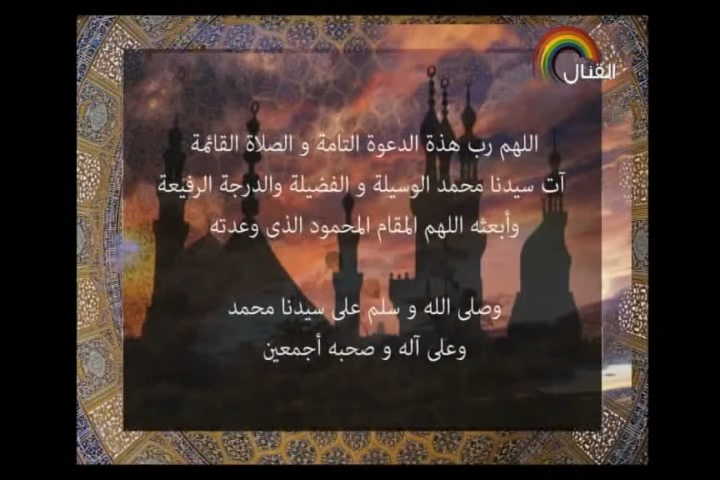 القنال
اللهم رب هذة الدعوة التامة و الصلاة القائمة
آت سيدنا محمد الوسيلة و الفضيلة والدرجة الرفيعة
وأبعثه اللهم المقام المحمود الذى وعدته
وصلى الله و سلم على سيدنا محمد
وعلى آله و صحبه أجمعين